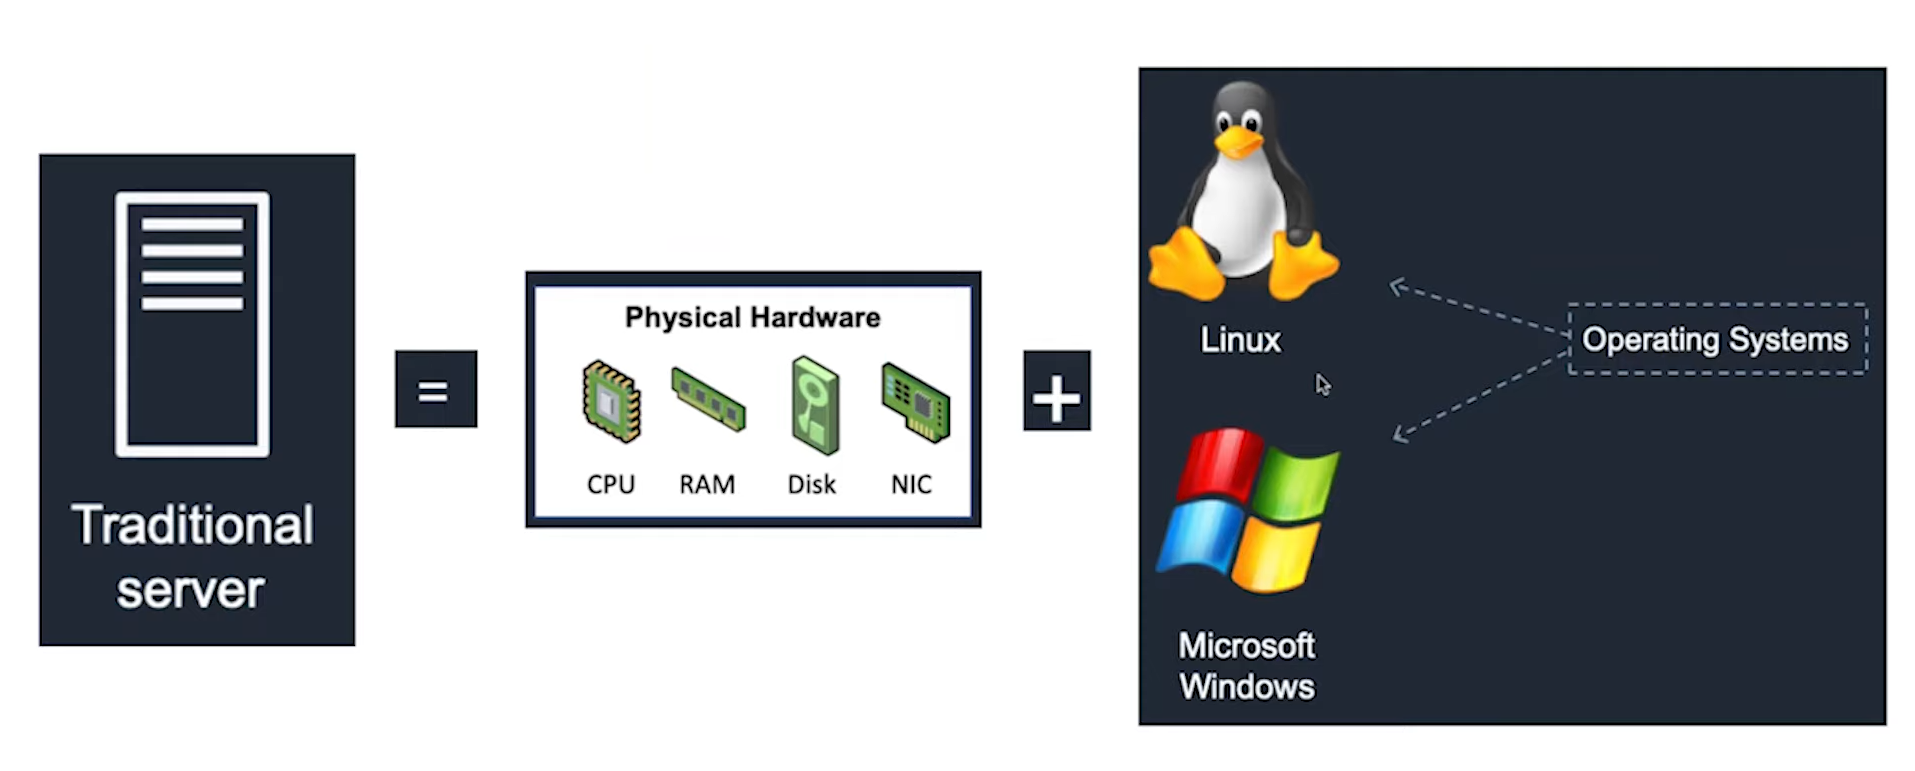 Traditional
server
=
Physical Hardware
CPU RAM Disk NIC
+
Linux
Operating Systems
Microsoft
Windows